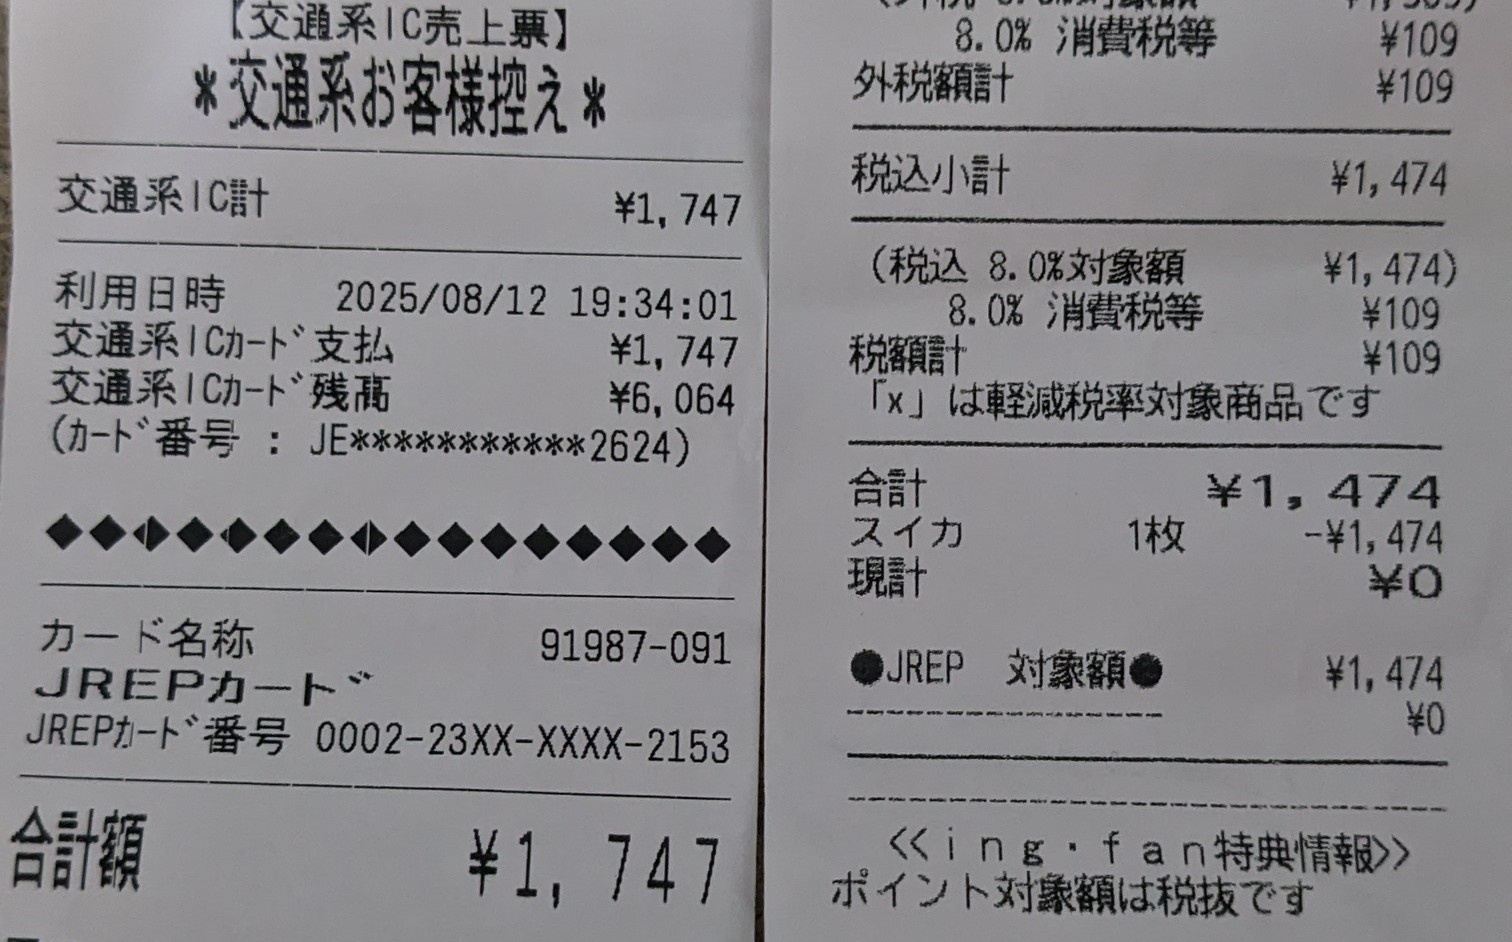 【交通系IC売上票】
*交通系お客様控え*
交通系IC計 ¥1,747
利用日時 2025/08/12 19:34:01
交通系ICカード支払 ¥1,747
交通系ICカード残高 ¥6,064
(カード番号 : JE***********2624)
◆◆◆◆◆◆◆◆◆◆◆◆◆◆◆◆
カード名称 91987-091
JREPカード
JREPカード番号 0002-23XX-XXXX-2153
合計額 ¥1,747
8.0% 消費税等 ¥109
外税額計 ¥109
税込小計 ¥1,474
(税込 8.0%対象額 ¥1,474)
8.0% 消費税等 ¥109
税額計 ¥109
「x」は軽減税率対象商品です
合計 ¥1,474
スイカ 1枚 -¥1,474
現計 ¥0
●JREP 対象額● ¥1,474
¥0
<<ing・fan特典情報>>
ポイント対象額は税抜です